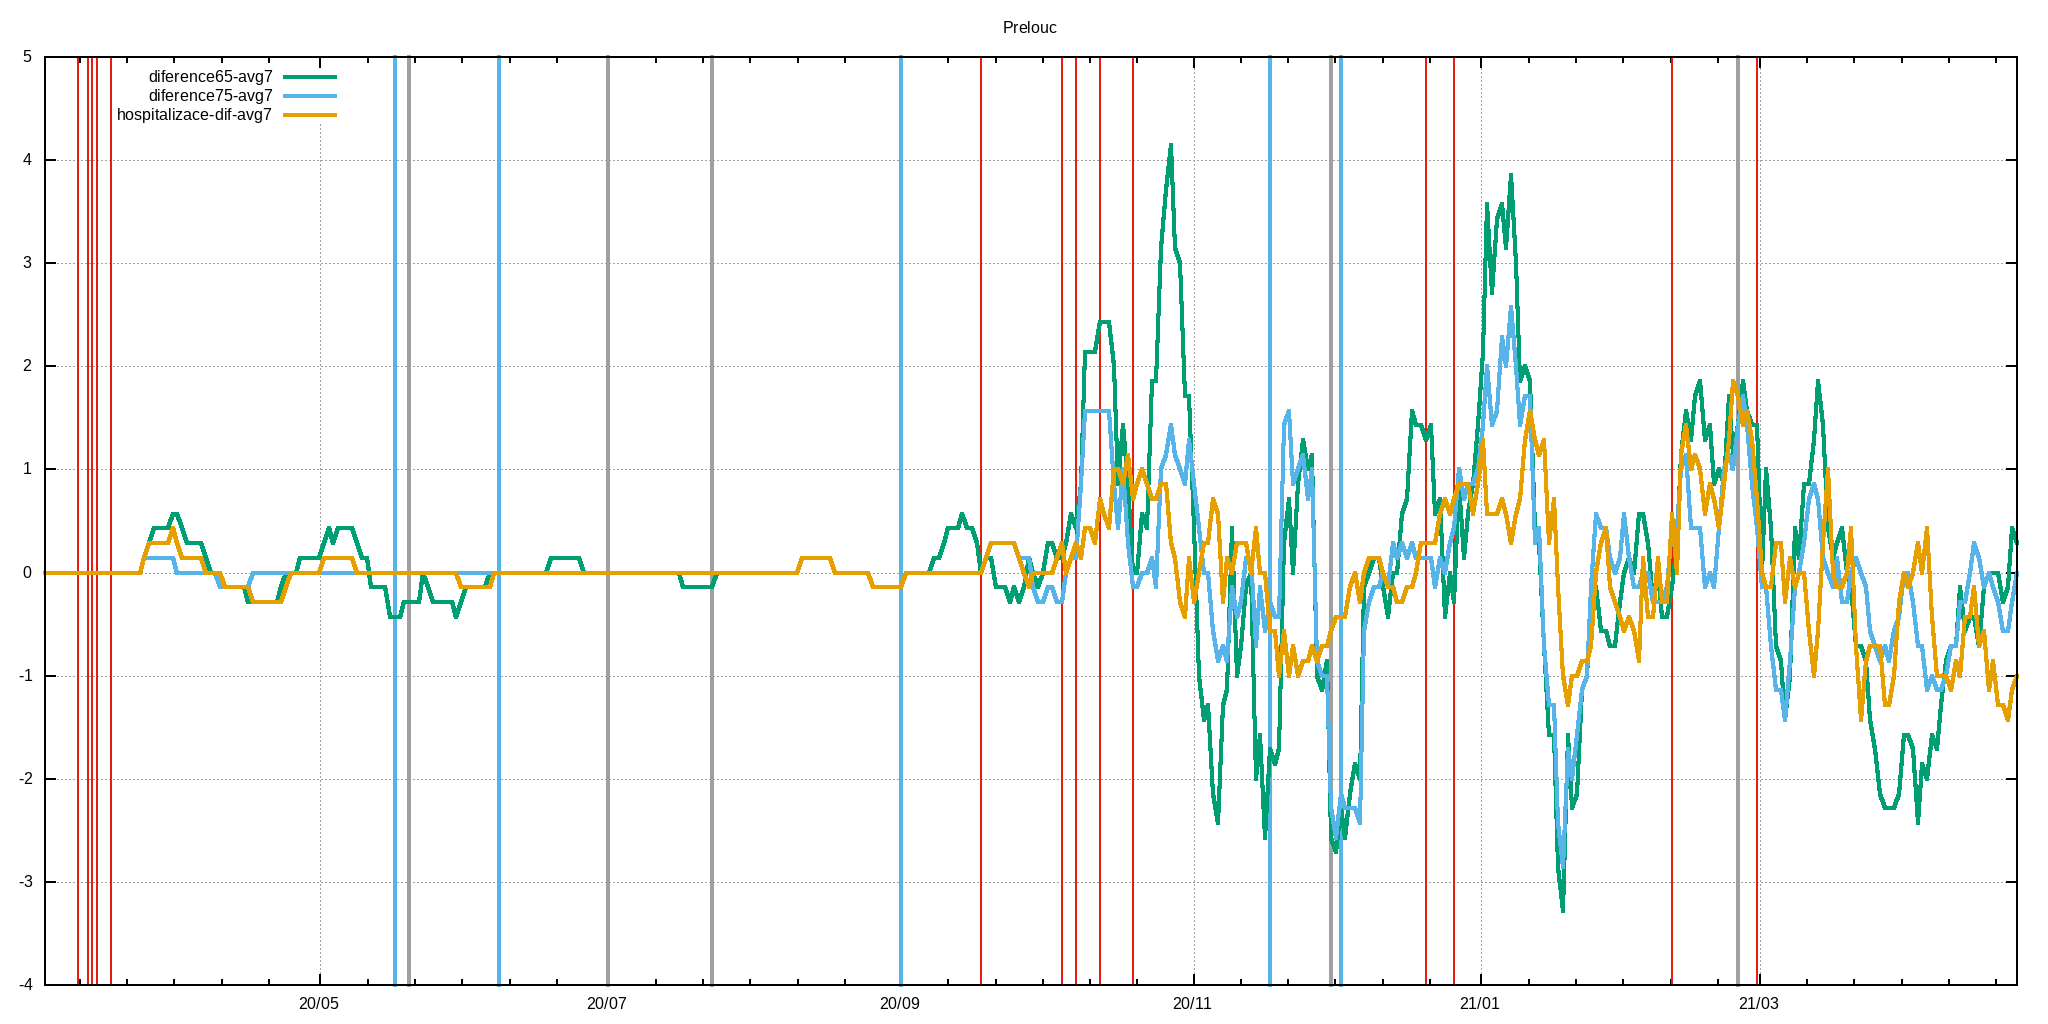 Prelouc
5
diference65-avg7
diference75-avg7
hospitalizace-dif-avg7
4
3
2
1
0
-1
-2
-3
-4
20/05 20/07 20/09 20/11 21/01 21/03